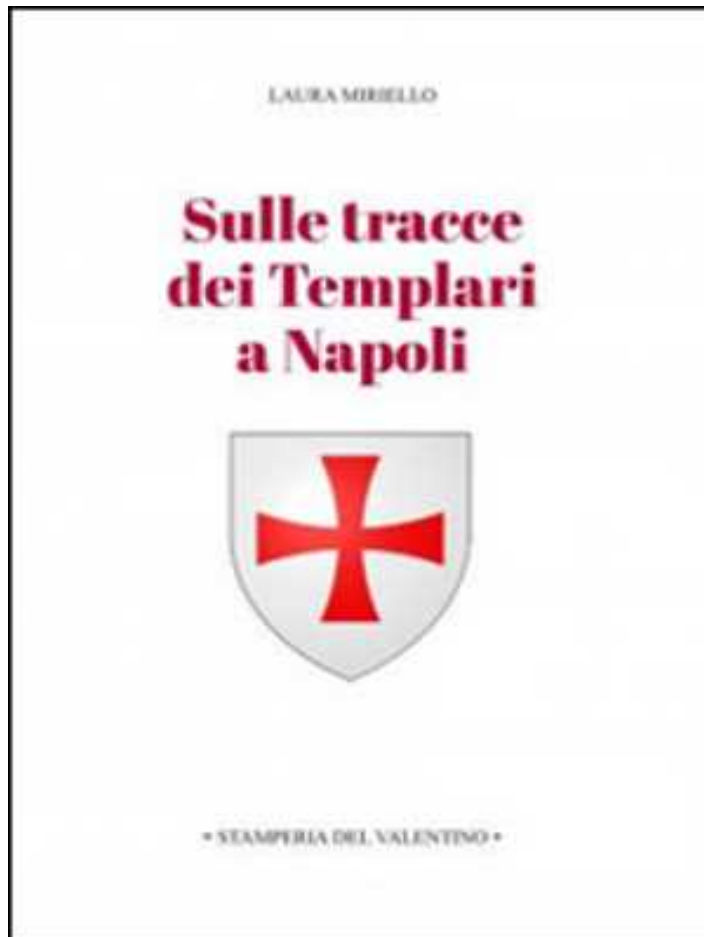 LAURA MIRIELLO
Sulle tracce
dei Templari
a Napoli
• STAMPERIA DEL VALENTINO •